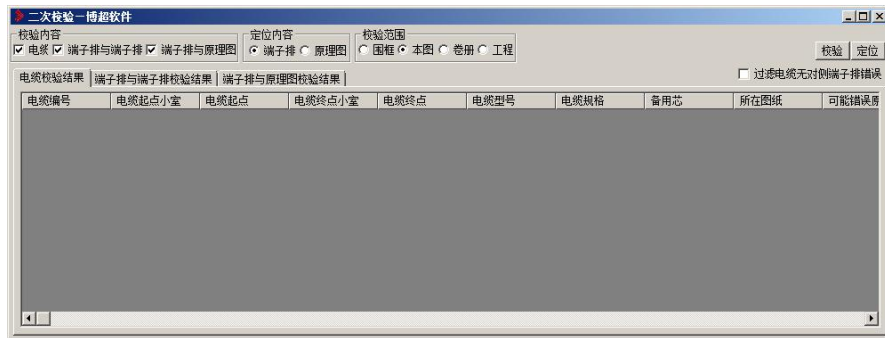 二次校验－博超软件
校验内容 定位内容 校验范围
电缆 端子排与端子排 端子排与原理图 端子排 原理图 围框 本图 卷册 工程 校验 定位
电缆校验结果 端子排与端子排校验结果 端子排与原理图校验结果 过滤电缆无对侧端子排错误
电缆编号 电缆起点小室 电缆起点 电缆终点小室 电缆终点 电缆型号 电缆规格 备用芯 所在图纸 可能错误原